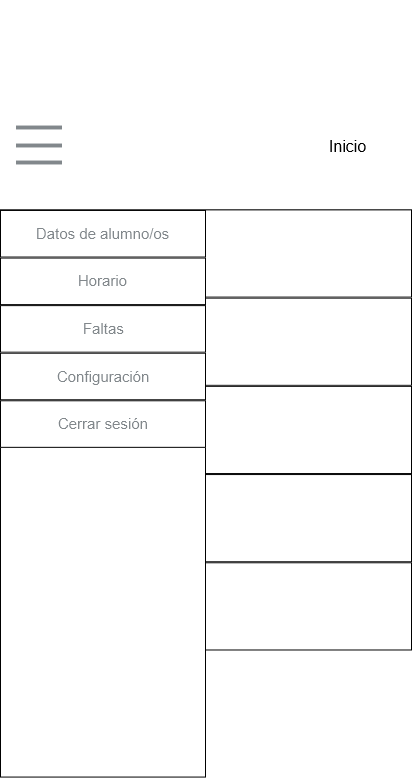 Inicio
Datos de alumno/os
Horario
Faltas
Configuración
Cerrar sesión